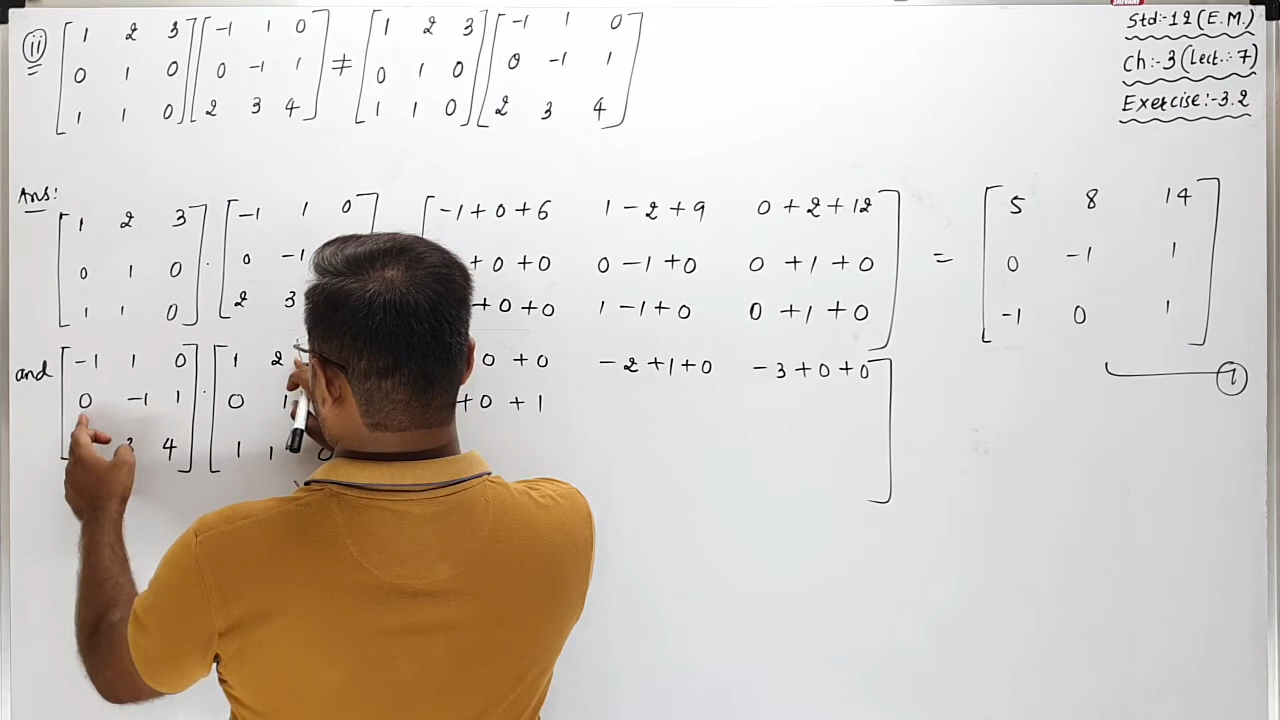 SHIVANI
Std:-12 (E.M.)
Ch:-3 (Lect.:-7)
Exercise:-3.2
ii [1 2 3] [-1 1 0] ≠ [1 2 3] [-1 1 0]
[0 1 0] [0 -1 1] [0 1 0] [0 -1 1]
[1 1 0] [2 3 4] [1 1 0] [2 3 4]
Ans:
[1 2 3] · [-1 1 0] [-1+0+6 1-2+9 0+2+12] = [5 8 14]
[0 1 0] [0 -1 +0+0 0-1+0 0+1+0] [0 -1 1]
[1 1 0] [2 3 +0+0 1-1+0 0+1+0] [-1 0 1]
1
and [-1 1 0] · [1 2 0+0 -2+1+0 -3+0+0]
[0 -1 1] [0 1 +0+1
3 4] [1 1 0